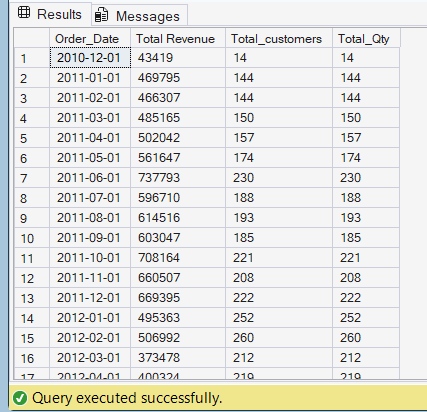 Results Messages
Order_Date Total Revenue Total_customers Total_Qty
1 2010-12-01 43419 14 14
2 2011-01-01 469795 144 144
3 2011-02-01 466307 144 144
4 2011-03-01 485165 150 150
5 2011-04-01 502042 157 157
6 2011-05-01 561647 174 174
7 2011-06-01 737793 230 230
8 2011-07-01 596710 188 188
9 2011-08-01 614516 193 193
10 2011-09-01 603047 185 185
11 2011-10-01 708164 221 221
12 2011-11-01 660507 208 208
13 2011-12-01 669395 222 222
14 2012-01-01 495363 252 252
15 2012-02-01 506992 260 260
16 2012-03-01 373478 212 212
17 2012-04-01 400324 219 219
Query executed successfully.